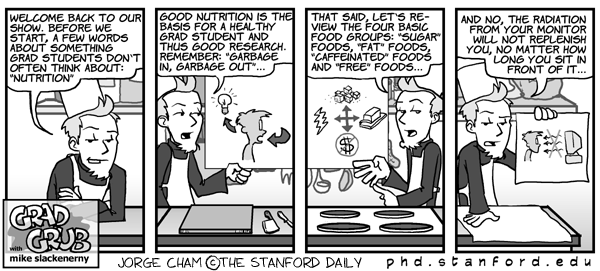 WELCOME BACK TO OUR
SHOW. BEFORE WE
START, A FEW WORDS
ABOUT SOMETHING
GRAD STUDENTS DON'T
OFTEN THINK ABOUT:
"NUTRITION"
GRAD
GRUB
with
mike slackenerny
GOOD NUTRITION IS THE
BASIS FOR A HEALTHY
GRAD STUDENT AND
THUS GOOD RESEARCH.
REMEMBER: "GARBAGE
IN, GARBAGE OUT"...
THAT SAID, LET'S RE-
VIEW THE FOUR BASIC
FOOD GROUPS: "SUGAR"
FOODS, "FAT" FOODS,
"CAFFEINATED" FOODS
AND "FREE" FOODS...
$
AND NO, THE RADIATION
FROM YOUR MONITOR
WILL NOT REPLENISH
YOU, NO MATTER HOW
LONG YOU SIT IN
FRONT OF IT...
JORGE CHAM ©THE STANFORD DAILY
phd.stanford.edu